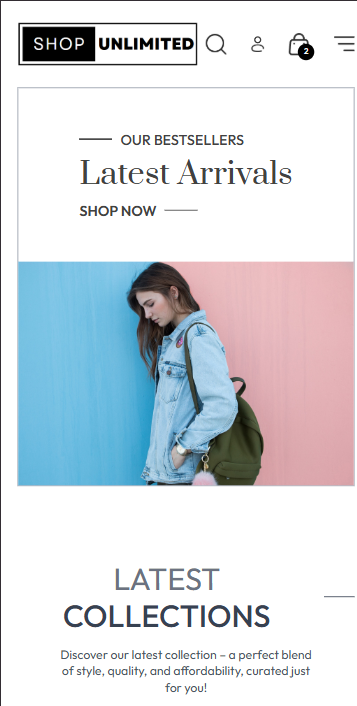 SHOP UNLIMITED
2
OUR BESTSELLERS
Latest Arrivals
SHOP NOW
LATEST
COLLECTIONS
Discover our latest collection – a perfect blend
of style, quality, and affordability, curated just
for you!